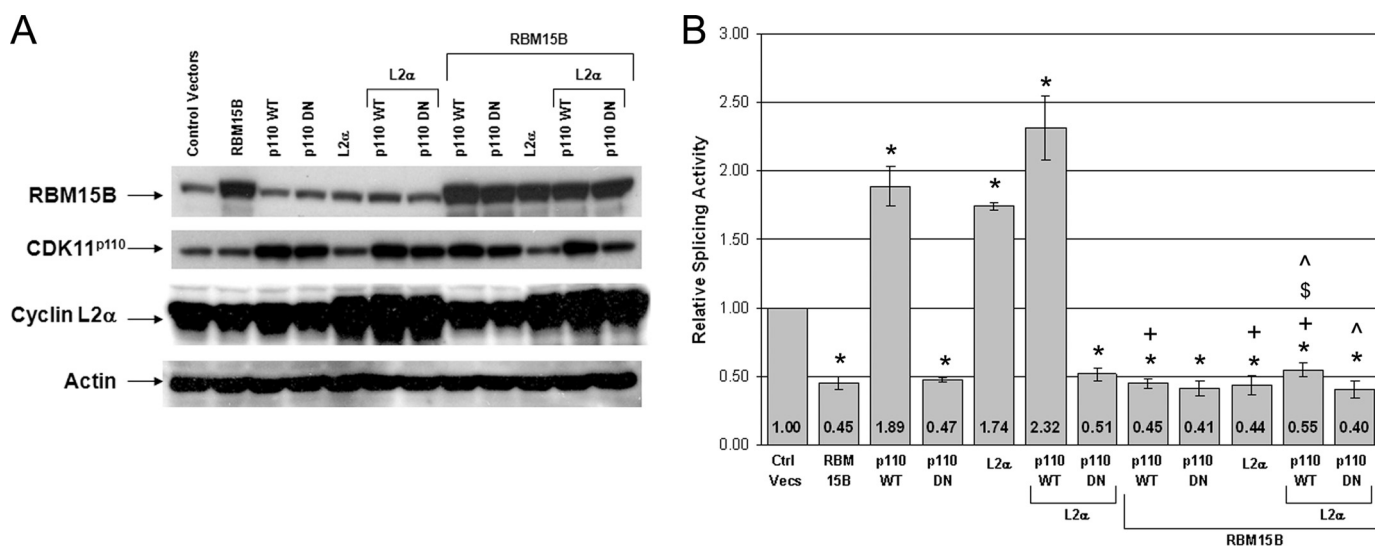 A
RBM15B
L2α
L2α
Control Vectors
RBM15B
p110 WT
p110 DN
L2α
p110 WT
p110 DN
p110 WT
p110 DN
L2α
p110 WT
p110 DN
RBM15B
CDK11p110
Cyclin L2α
Actin
B
Relative Splicing Activity
3.00
2.50
2.00
1.50
1.00
0.50
0.00
*
*
*
*
*
*
+
*
*
+
*
^
$
+
*
^
*
1.00 0.45 1.89 0.47 1.74 2.32 0.51 0.45 0.41 0.44 0.55 0.40
Ctrl Vecs
RBM 15B
p110 WT
p110 DN
L2α
p110 WT
p110 DN
p110 WT
p110 DN
L2α
p110 WT
p110 DN
L2α
L2α
RBM15B